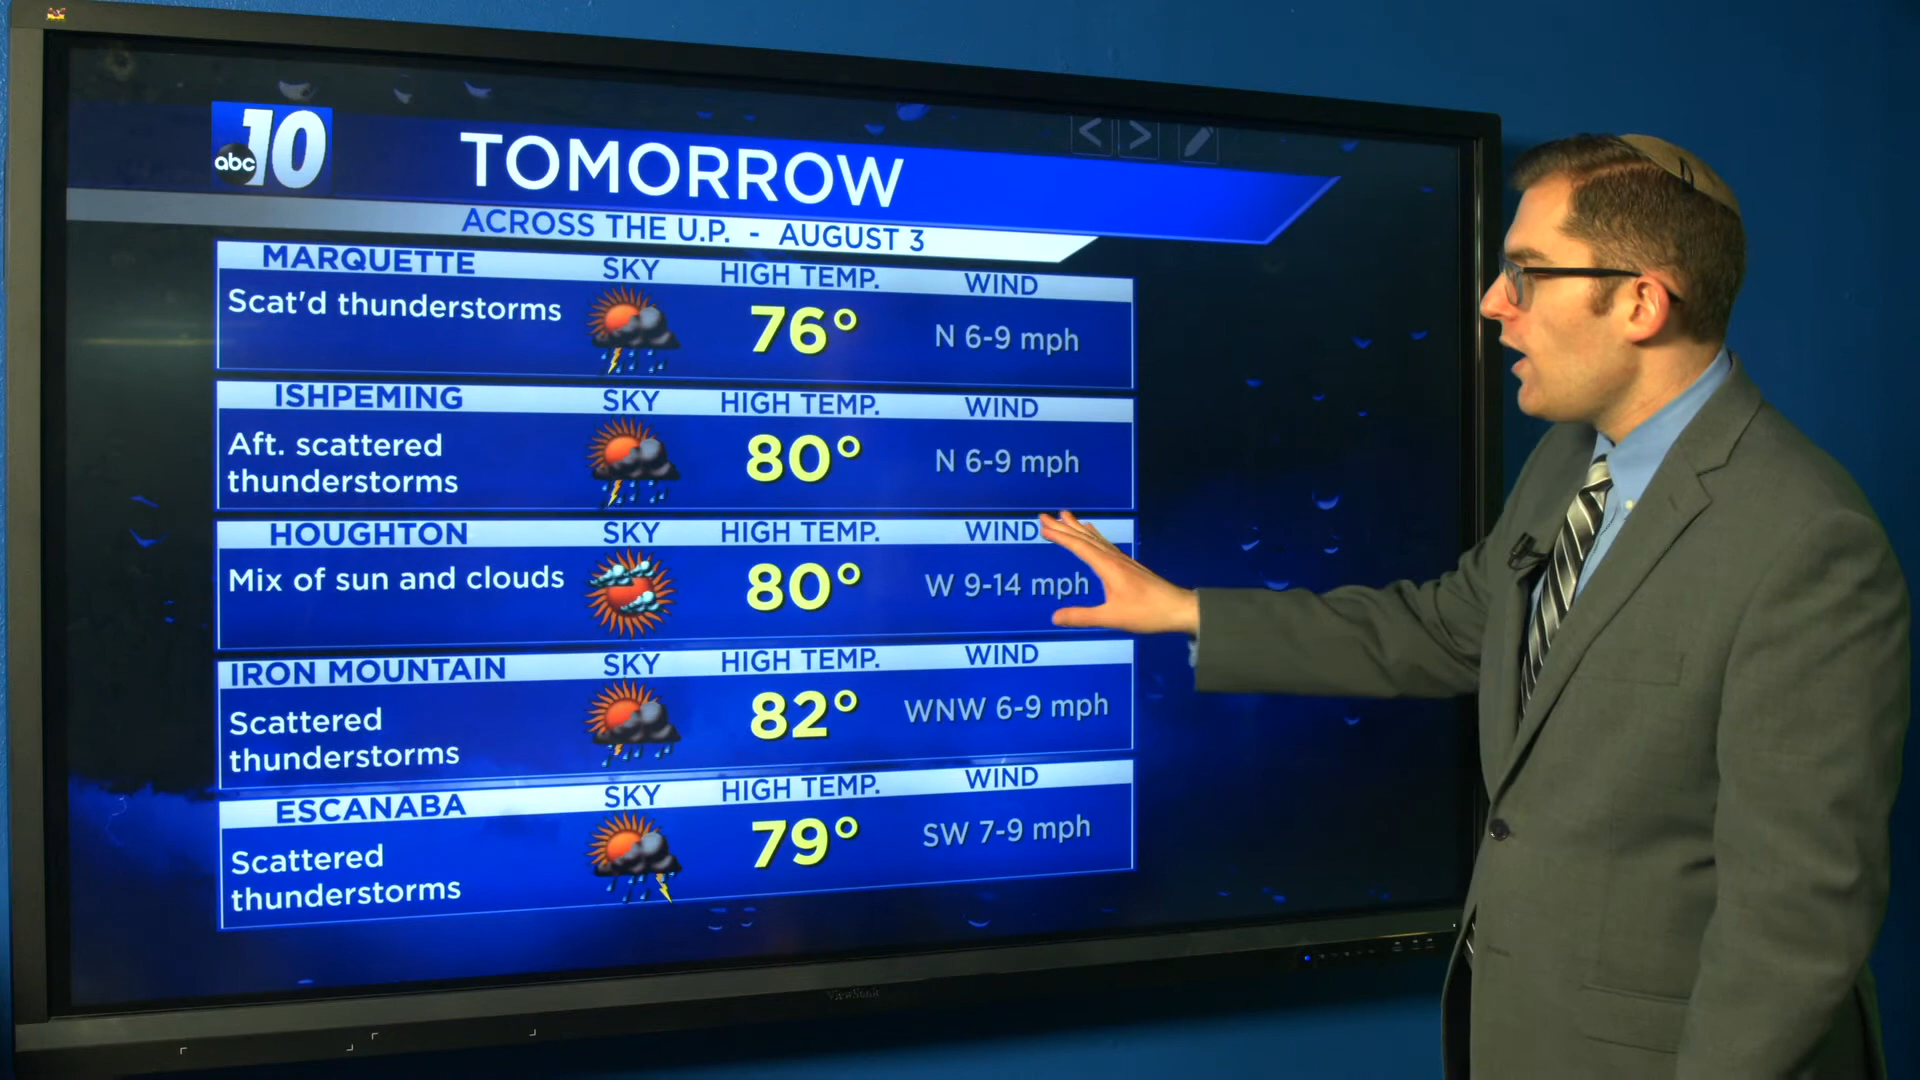 abc 10
TOMORROW
ACROSS THE U.P. - AUGUST 3
MARQUETTE SKY HIGH TEMP. WIND
Scat'd thunderstorms 76° N 6-9 mph
ISHPEMING SKY HIGH TEMP. WIND
Aft. scattered
thunderstorms 80° N 6-9 mph
HOUGHTON SKY HIGH TEMP. WIND
Mix of sun and clouds 80° W 9-14 mph
IRON MOUNTAIN SKY HIGH TEMP. WIND
Scattered
thunderstorms 82° WNW 6-9 mph
ESCANABA SKY HIGH TEMP. WIND
Scattered
thunderstorms 79° SW 7-9 mph
ViewSonic